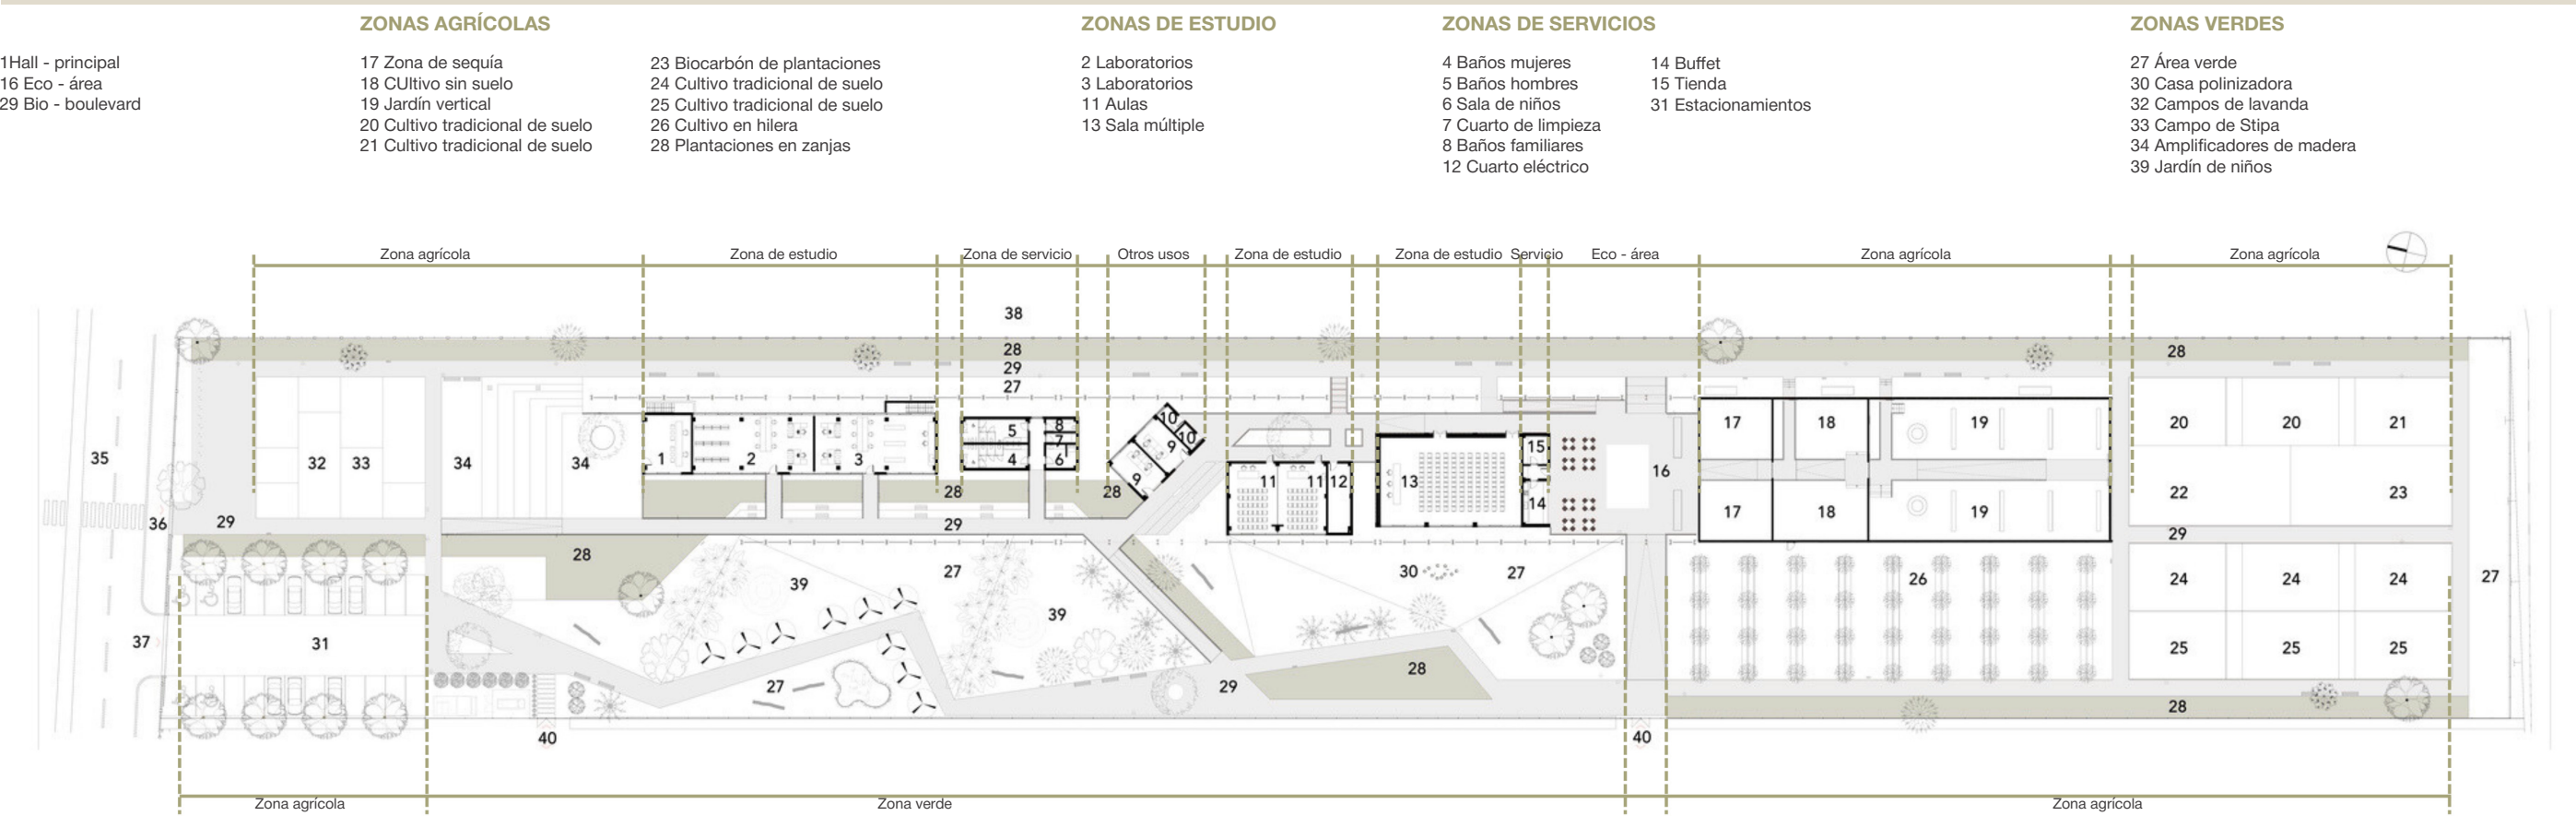 ZONAS AGRÍCOLAS
ZONAS DE ESTUDIO
ZONAS DE SERVICIOS
ZONAS VERDES
1Hall - principal
16 Eco - área
29 Bio - boulevard
17 Zona de sequía
18 CUltivo sin suelo
19 Jardín vertical
20 Cultivo tradicional de suelo
21 Cultivo tradicional de suelo
23 Biocarbón de plantaciones
24 Cultivo tradicional de suelo
25 Cultivo tradicional de suelo
26 Cultivo en hilera
28 Plantaciones en zanjas
2 Laboratorios
3 Laboratorios
11 Aulas
13 Sala múltiple
4 Baños mujeres
5 Baños hombres
6 Sala de niños
7 Cuarto de limpieza
8 Baños familiares
12 Cuarto eléctrico
14 Buffet
15 Tienda
31 Estacionamientos
27 Área verde
30 Casa polinizadora
32 Campos de lavanda
33 Campo de Stipa
34 Amplificadores de madera
39 Jardín de niños
Zona agrícola Zona de estudio Zona de servicio Otros usos Zona de estudio Zona de estudio Servicio Eco - área Zona agrícola Zona agrícola
38
28 28
29
27
10
17 18 19 20 20 21
8
5 10
7
9 15
35 32 33 34 34 1 2 3 4 6 16
9 11 11 12 13
28 28 14 22 23
36 29 29 17 18 19
29
28 39 27 30 27 26 24 24 24 27
39
37 31 25 25 25
27 29 28
28
40 40
Zona agrícola Zona verde Zona agrícola